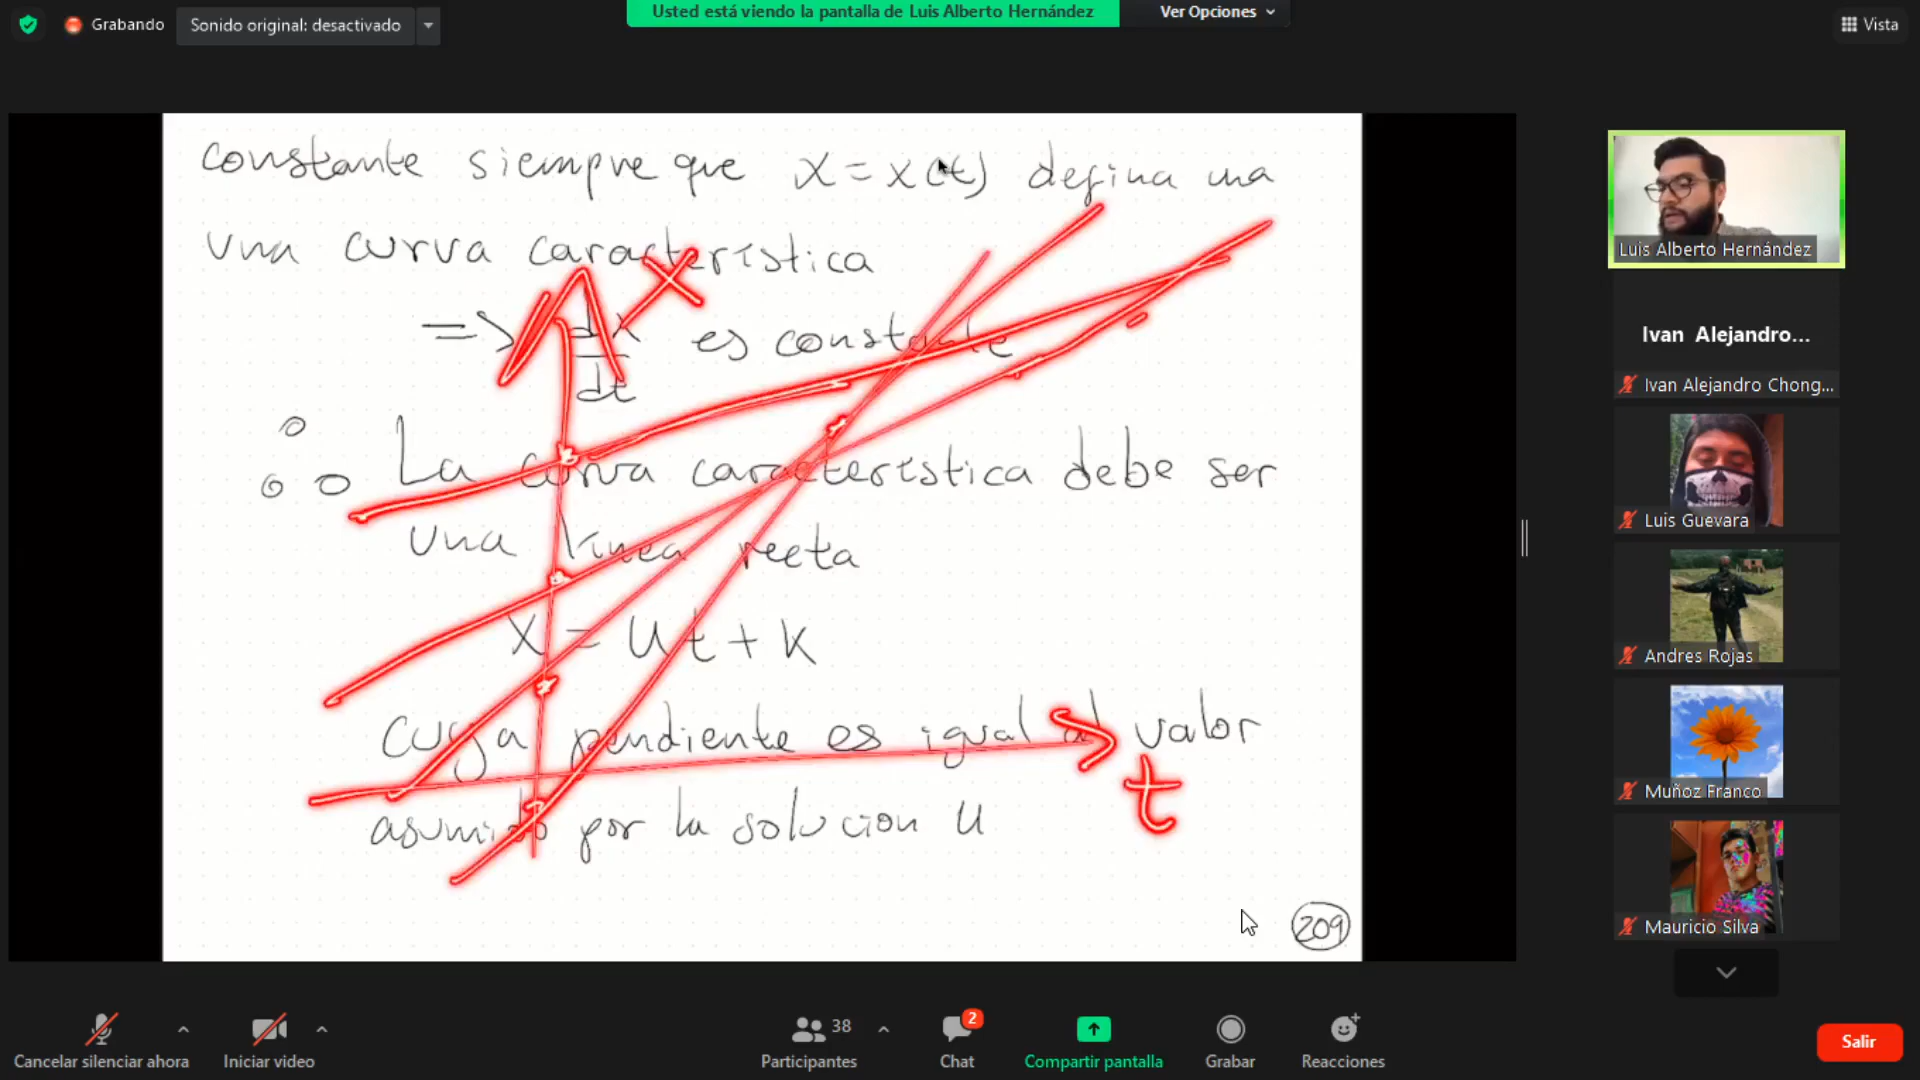 Grabando
Sonido original: desactivado
Usted está viendo la pantalla de Luis Alberto Hernández
Ver Opciones
Vista
constante siempre que x = x(t) defina una
una curva característica
=> dx/dt es constante
x
La curva característica debe ser
una línea recta
x = ut + k
cuya pendiente es igual al valor
t
asumido por la solucion u
209
Luis Alberto Hernández
Ivan Alejandro...
Ivan Alejandro Chong...
Luis Guevara
Andres Rojas
Muñoz Franco
Mauricio Silva
Cancelar silenciar ahora
Iniciar video
38
Participantes
2
Chat
Compartir pantalla
Grabar
Reacciones
Salir